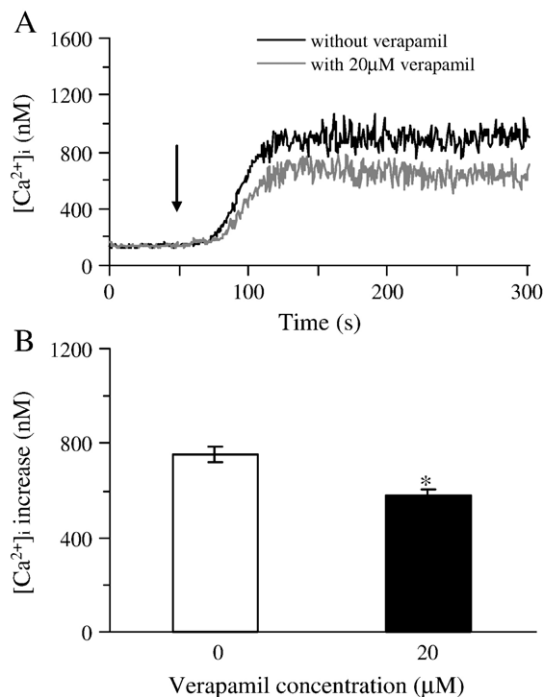 A
1600
1200
800
400
0
[Ca²⁺]i (nM)
without verapamil
with 20μM verapamil
0
100
200
300
Time (s)
B
1200
800
400
0
[Ca²⁺]i increase (nM)
*
0
20
Verapamil concentration (μM)